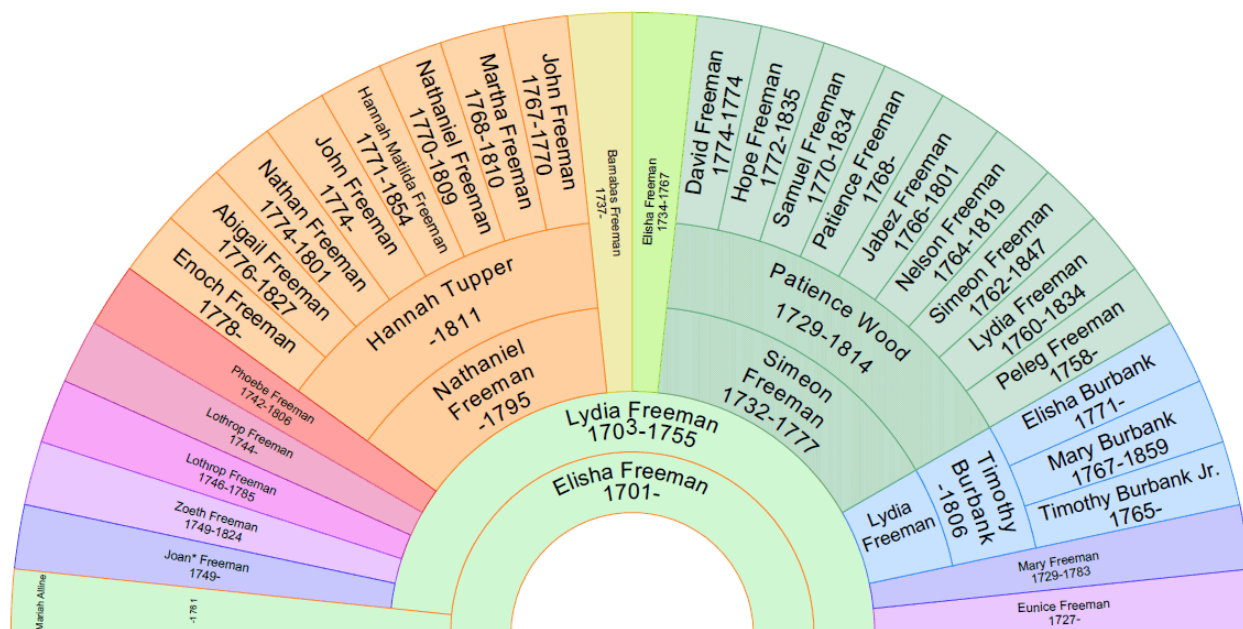 Mariah Alline
-1761
Joan* Freeman
1749-
Zoeth Freeman
1749-1824
Lothrop Freeman
1746-1785
Lothrop Freeman
1744-
Phoebe Freeman
1742-1806
Enoch Freeman
1778-
Abigail Freeman
1776-1827
Nathan Freeman
1774-1801
John Freeman
1774-
Hannah Matilda Freeman
1771-1854
Nathaniel Freeman
1770-1809
Martha Freeman
1768-1810
John Freeman
1767-1770
Hannah Tupper
-1811
Nathaniel
Freeman
-1795
Barnabas Freeman
1737-
Elisha Freeman
1734-1767
David Freeman
1774-1774
Hope Freeman
1772-1835
Samuel Freeman
1770-1834
Patience Freeman
1768-
Jabez Freeman
1766-1801
Nelson Freeman
1764-1819
Simeon Freeman
1762-1847
Lydia Freeman
1760-1834
Peleg Freeman
1758-
Patience Wood
1729-1814
Simeon
Freeman
1732-1777
Elisha Burbank
1771-
Mary Burbank
1767-1859
Timothy Burbank Jr.
1765-
Timothy
Burbank
-1806
Lydia
Freeman
Mary Freeman
1729-1783
Eunice Freeman
1727-
Lydia Freeman
1703-1755
Elisha Freeman
1701-